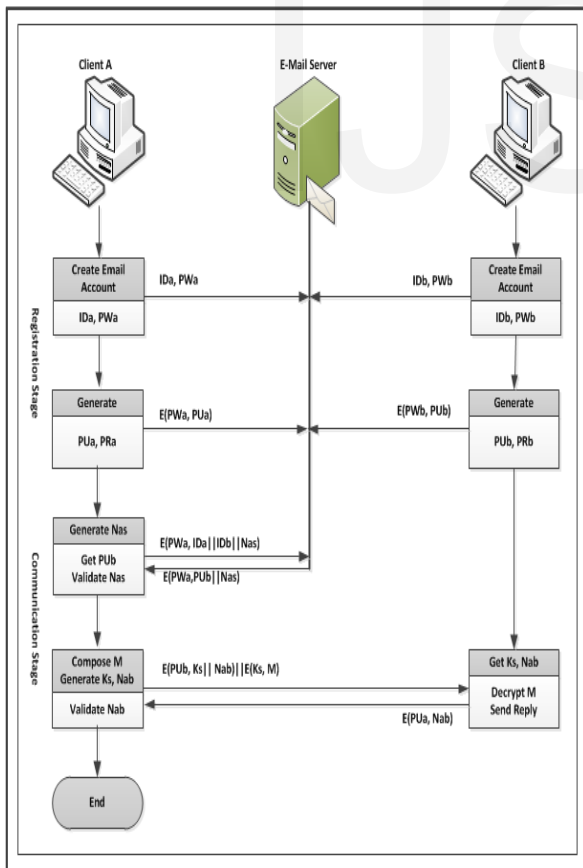 IJS
Client A
E-Mail Server
Client B
Registration Stage
Create Email
Account
IDa, PWa
IDa, PWa
IDb, PWb
Create Email
Account
IDb, PWb
Generate
PUa, PRa
E(PWa, PUa)
E(PWb, PUb)
Generate
PUb, PRb
Communication Stage
Generate Nas
Get PUb
Validate Nas
E(PWa, IDa||IDb||Nas)
E(PWa,PUb||Nas)
Compose M
Generate Ks, Nab
Validate Nab
E(PUb, Ks|| Nab)||E(Ks, M)
E(PUa, Nab)
Get Ks, Nab
Decrypt M
Send Reply
End